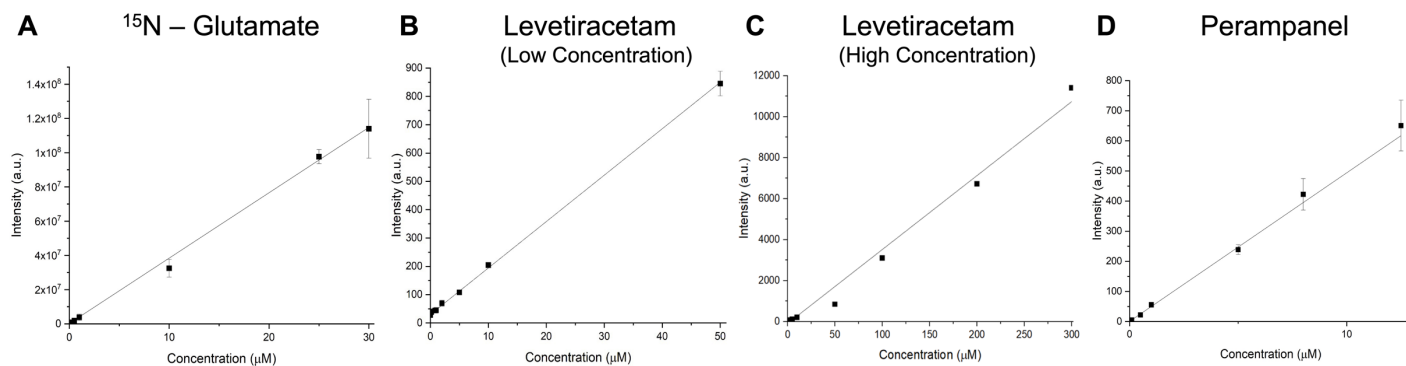 A
¹⁵N – Glutamate
1.4x10⁸
1.2x10⁸
1x10⁸
8x10⁷
6x10⁷
4x10⁷
2x10⁷
0
0 10 20 30
Intensity (a.u.)
Concentration (μM)
B
Levetiracetam
(Low Concentration)
900
800
700
600
500
400
300
200
100
0
0 10 20 30 40 50
Intensity (a.u.)
Concentration (μM)
C
Levetiracetam
(High Concentration)
12000
10000
8000
6000
4000
2000
0
0 50 100 150 200 250 300
Intensity (a.u.)
Concentration (μM)
D
Perampanel
800
700
600
500
400
300
200
100
0
0 10
Intensity (a.u.)
Concentration (μM)